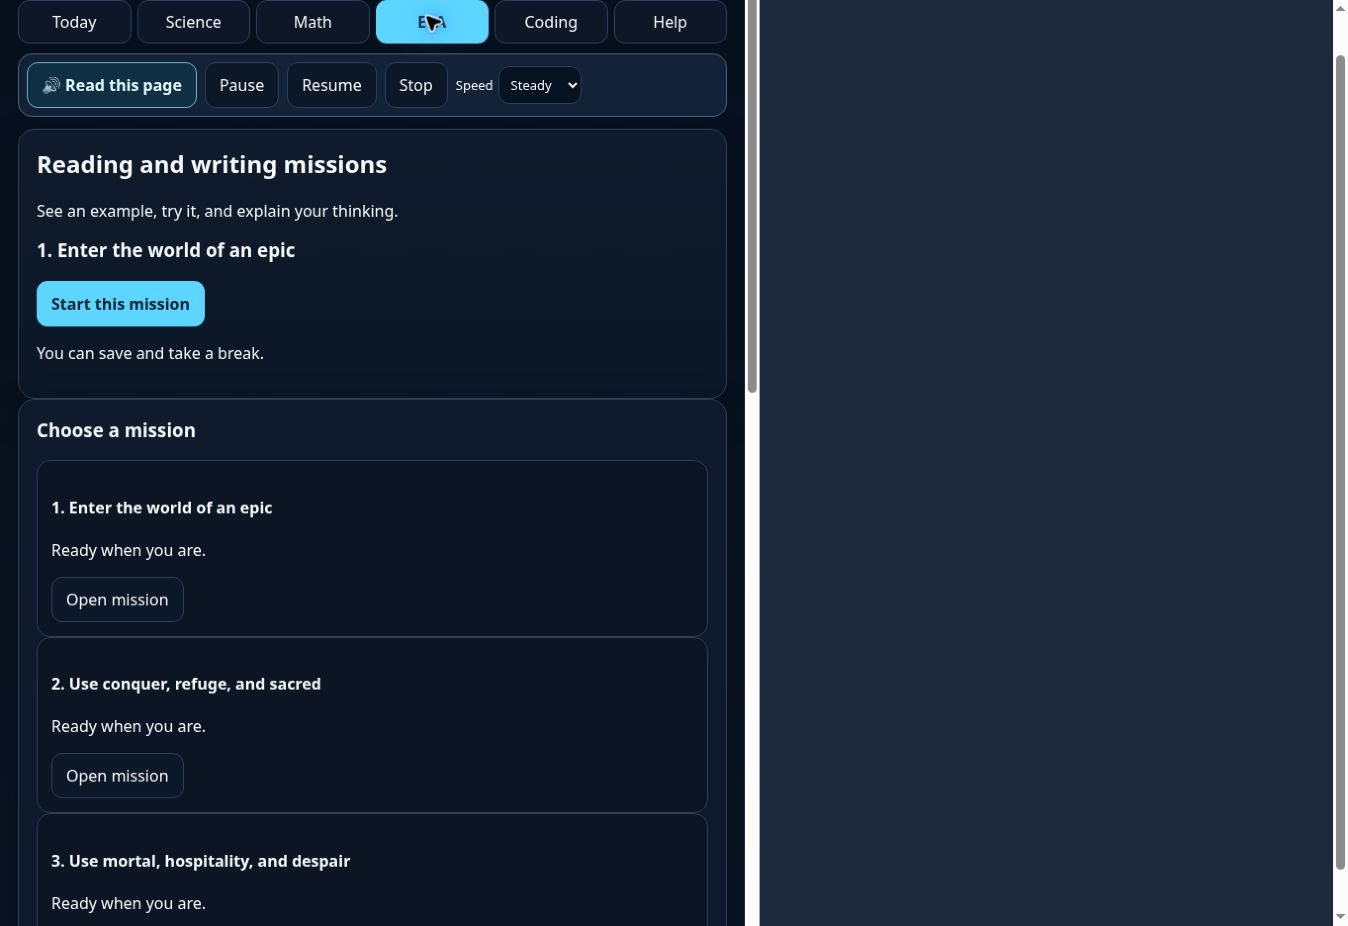 Today Science Math Coding Help
🔊 Read this page Pause Resume Stop Speed Steady
Reading and writing missions
See an example, try it, and explain your thinking.
1. Enter the world of an epic
Start this mission
You can save and take a break.
Choose a mission
1. Enter the world of an epic
Ready when you are.
Open mission
2. Use conquer, refuge, and sacred
Ready when you are.
Open mission
3. Use mortal, hospitality, and despair
Ready when you are.